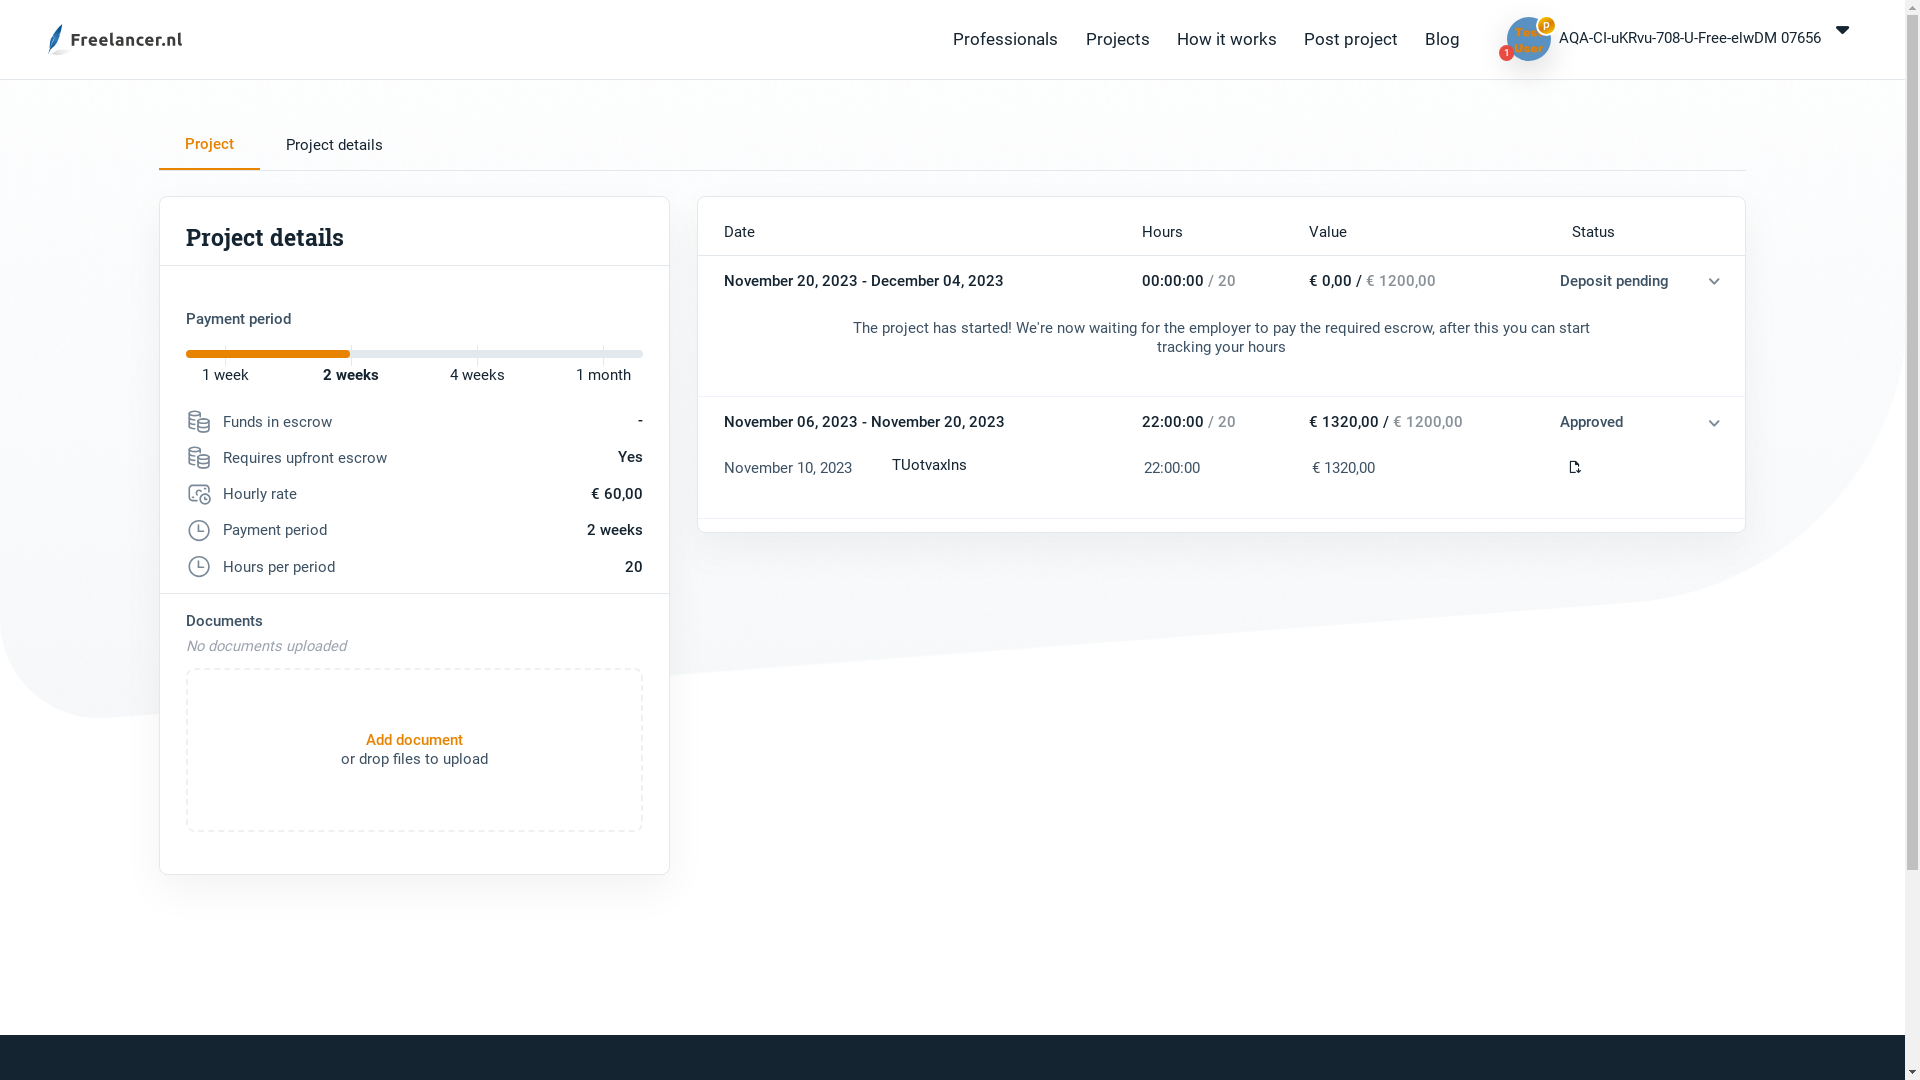 Freelancer.nl
Professionals
Projects
How it works
Post project
Blog
P
Test
User
1
AQA-CI-uKRvu-708-U-Free-elwDM 07656
Project
Project details
Project details
Payment period
1 week
2 weeks
4 weeks
1 month
Funds in escrow -
Requires upfront escrow Yes
Hourly rate € 60,00
Payment period 2 weeks
Hours per period 20
Documents
No documents uploaded
Add document
or drop files to upload
Date Hours Value Status
November 20, 2023 - December 04, 2023 00:00:00 / 20 € 0,00 / € 1200,00 Deposit pending
The project has started! We're now waiting for the employer to pay the required escrow, after this you can start
tracking your hours
November 06, 2023 - November 20, 2023 22:00:00 / 20 € 1320,00 / € 1200,00 Approved
November 10, 2023 TUotvaxlns 22:00:00 € 1320,00